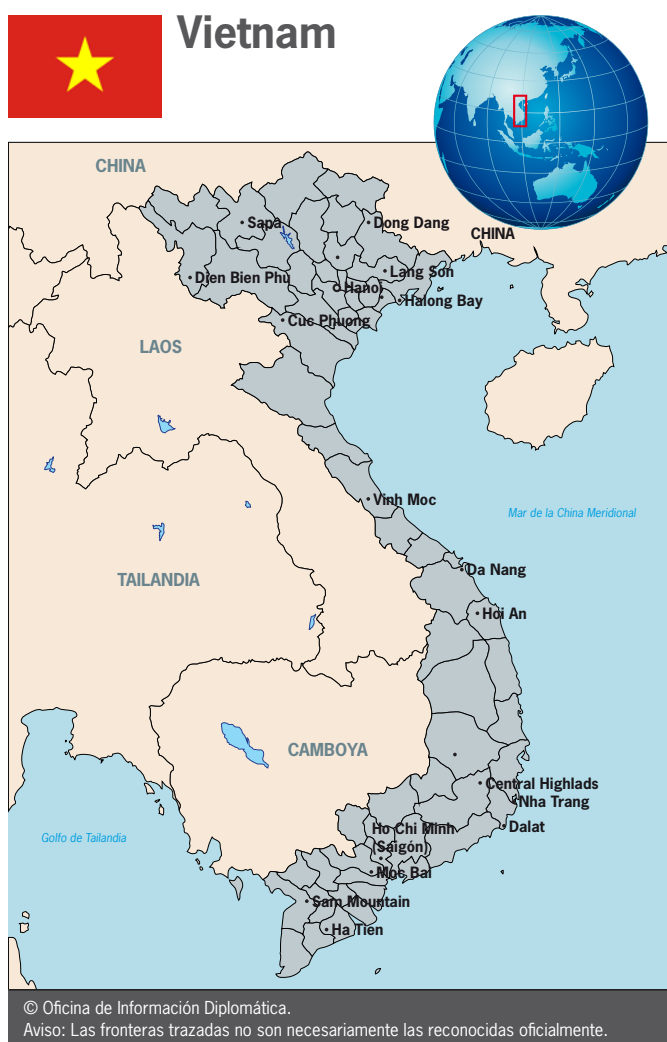 Vietnam
CHINA
CHINA
Sapa
Dong Dang
Dien Bien Phu
Lang Son
Hanoi
Halong Bay
Cuc Phuong
LAOS
Vinh Moc
Mar de la China Meridional
Da Nang
TAILANDIA
Hoi An
CAMBOYA
Central Highlads
Nha Trang
Golfo de Tailandia
Ho Chi Minh
(Saigón)
Dalat
Moc Bai
Sam Mountain
Ha Tien
© Oficina de Información Diplomática.
Aviso: Las fronteras trazadas no son necesariamente las reconocidas oficialmente.